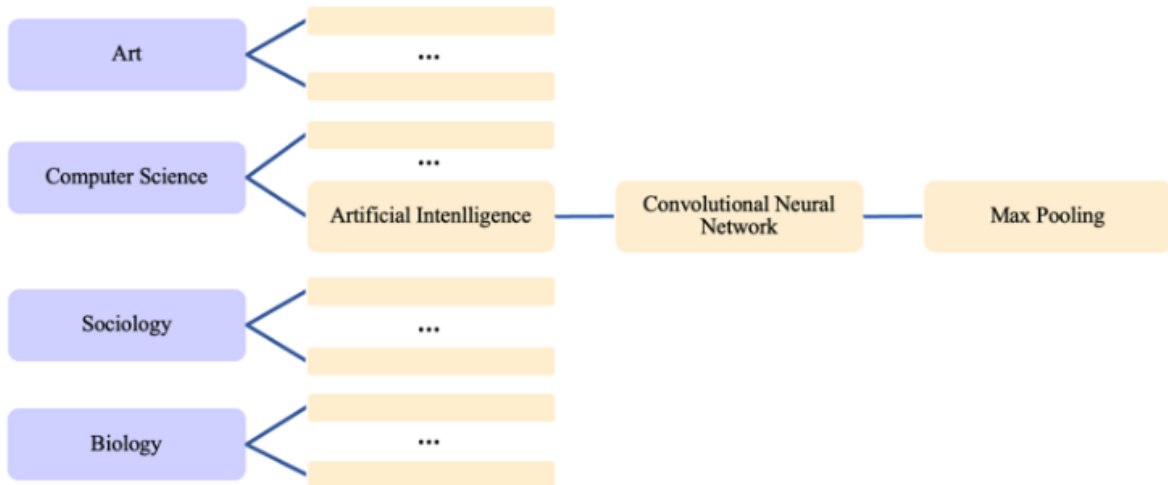 Art
...
Computer Science
...
Artificial Intenlligence
Convolutional Neural
Network
Max Pooling
Sociology
...
Biology
...